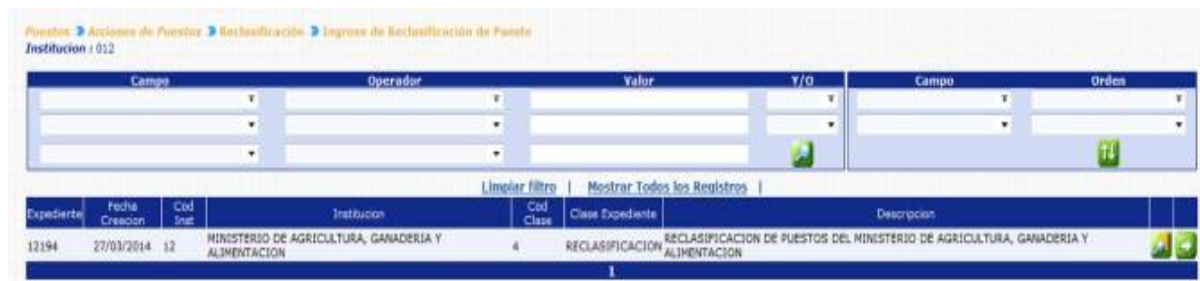 Puestos Acciones de Puestos Reclasificación Ingreso de Reclasificación de Puesto
Institucion : 012
Campo Operador Valor Y/O Campo Orden
Limpiar filtro | Mostrar Todos los Registros |
Expediente Fecha Creacion Cod Inst Institucion Cod Clase Clase Expediente Descripcion
12194 27/03/2014 12 MINISTERIO DE AGRICULTURA, GANADERIA Y ALIMENTACION 4 RECLASIFICACION RECLASIFICACION DE PUESTOS DEL MINISTERIO DE AGRICULTURA, GANADERIA Y ALIMENTACION
1